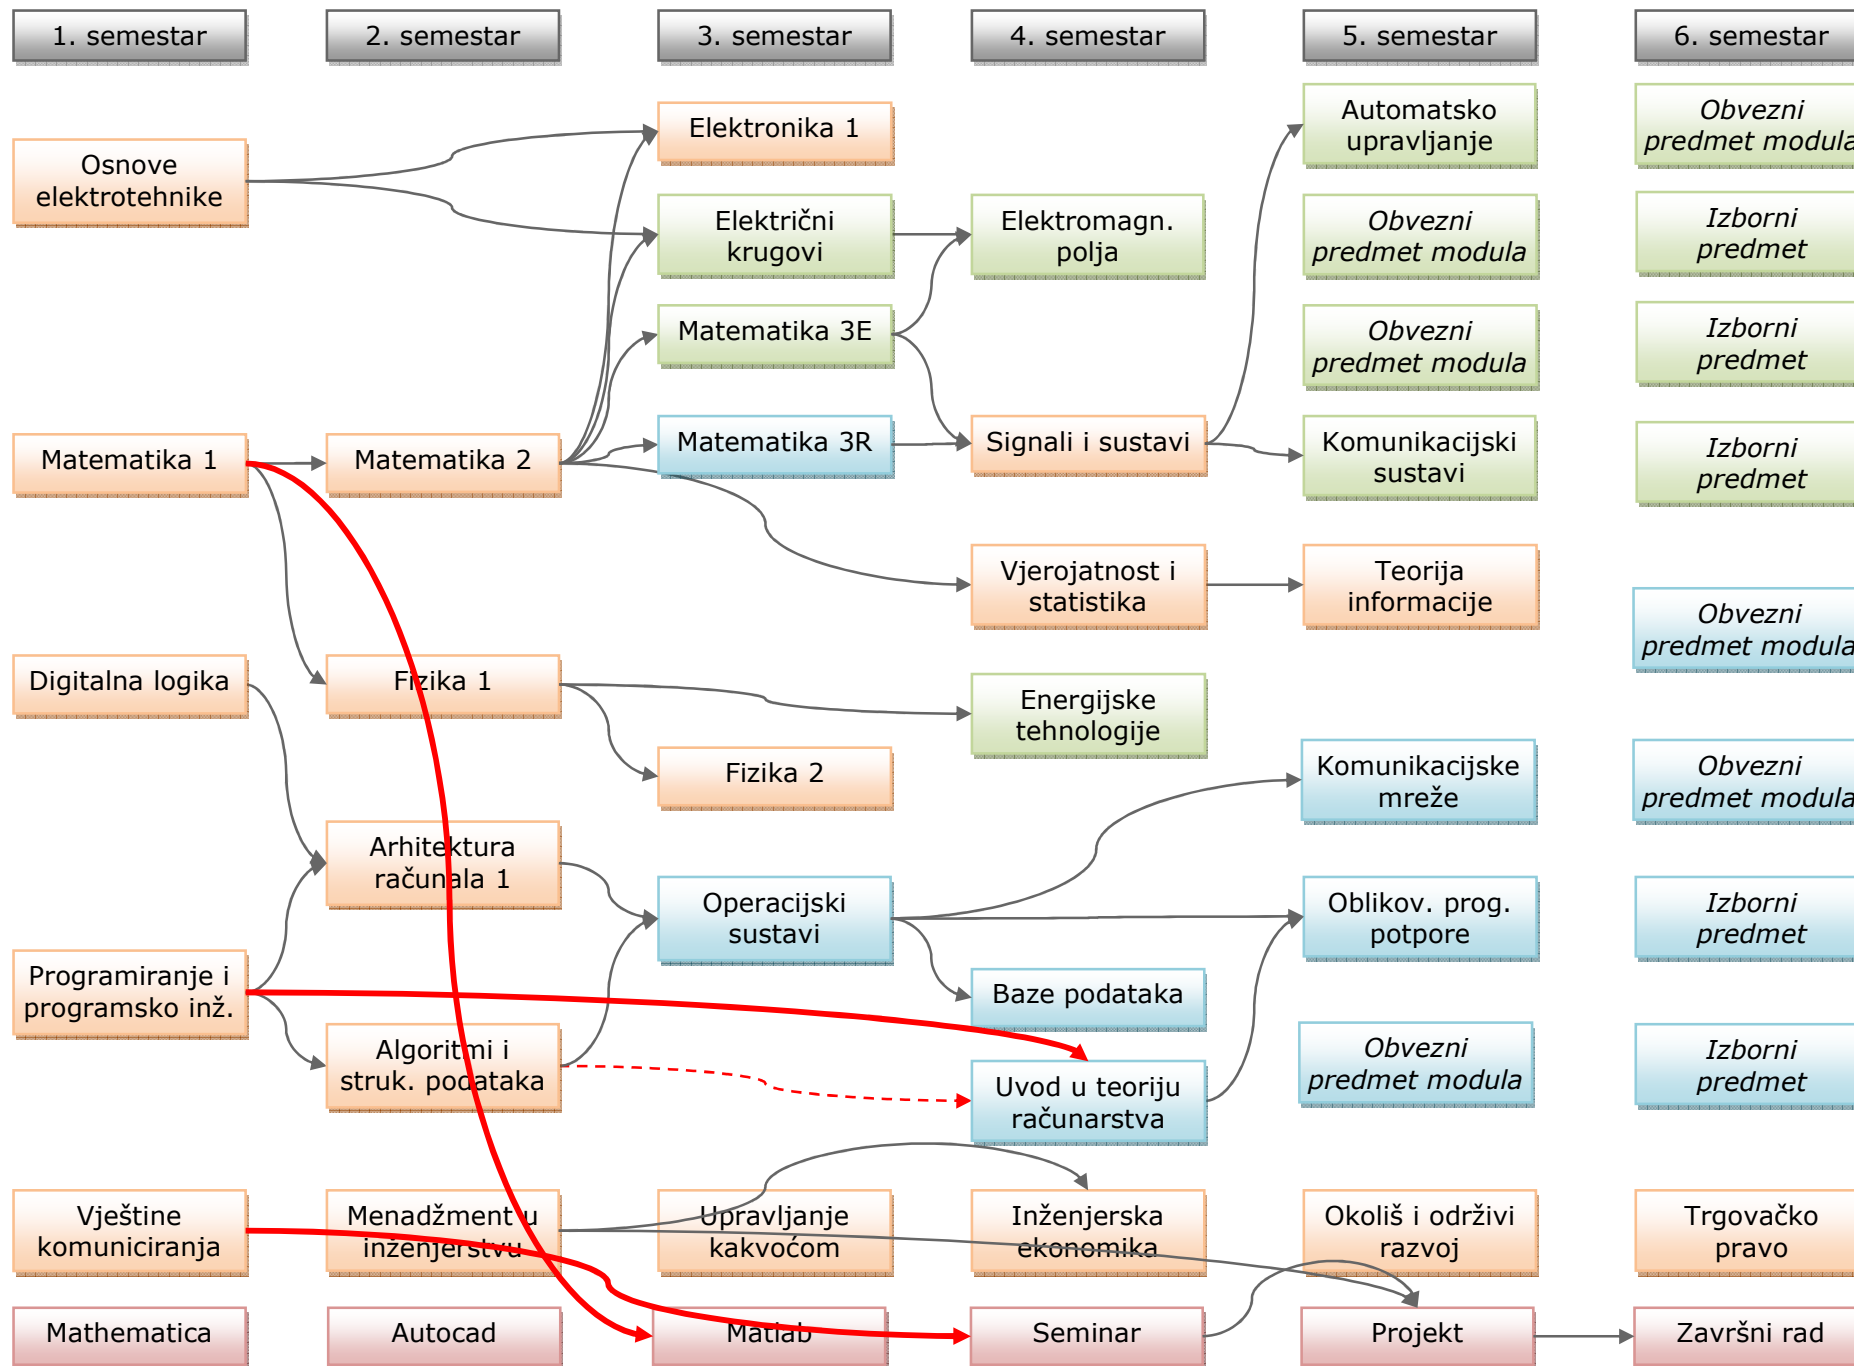 1. semestar
2. semestar
3. semestar
4. semestar
5. semestar
6. semestar
Osnove
elektrotehnike
Matematika 1
Digitalna logika
Programiranje i
programsko inž.
Vještine
komuniciranja
Mathematica
Matematika 2
Fizika 1
Arhitektura
računala 1
Algoritmi i
struk. podataka
Menadžment u
inženjerstvu
Autocad
Elektronika 1
Električni
krugovi
Matematika 3E
Matematika 3R
Fizika 2
Operacijski
sustavi
Upravljanje
kakvoćom
Matlab
Elektromagn.
polja
Signali i sustavi
Vjerojatnost i
statistika
Energijske
tehnologije
Baze podataka
Uvod u teoriju
računarstva
Inženjerska
ekonomika
Seminar
Automatsko
upravljanje
Obvezni
predmet modula
Obvezni
predmet modula
Komunikacijski
sustavi
Teorija
informacije
Komunikacijske
mreže
Oblikov. prog.
potpore
Obvezni
predmet modula
Okoliš i održivi
razvoj
Projekt
Obvezni
predmet modula
Izborni
predmet
Izborni
predmet
Izborni
predmet
Obvezni
predmet modula
Obvezni
predmet modula
Izborni
predmet
Izborni
predmet
Trgovačko
pravo
Završni rad